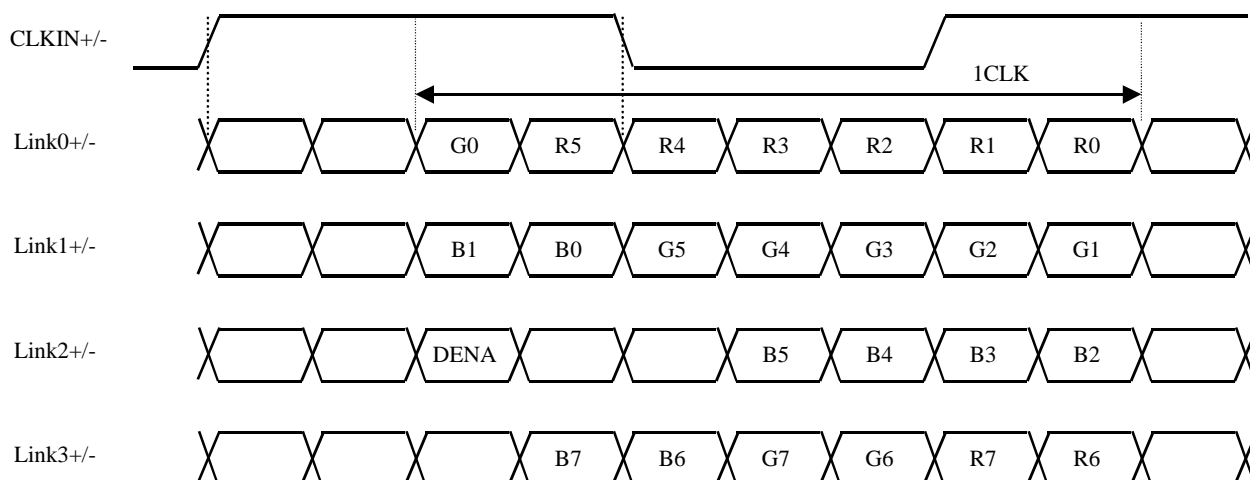 CLKIN+/-
1CLK
Link0+/- G0 R5 R4 R3 R2 R1 R0
Link1+/- B1 B0 G5 G4 G3 G2 G1
Link2+/- DENA B5 B4 B3 B2
Link3+/- B7 B6 G7 G6 R7 R6